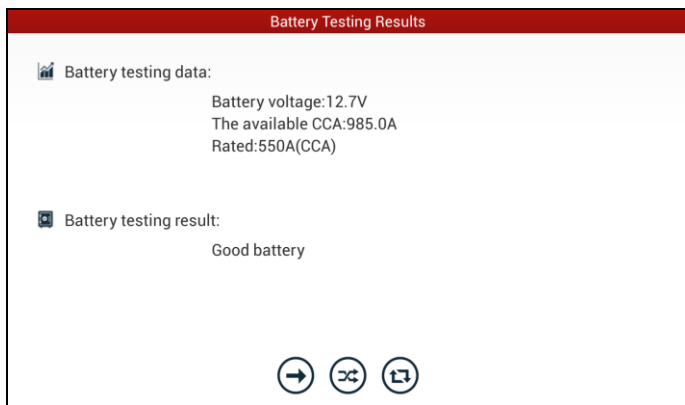 Battery Testing Results
Battery testing data:
Battery voltage:12.7V
The available CCA:985.0A
Rated:550A(CCA)
Battery testing result:
Good battery